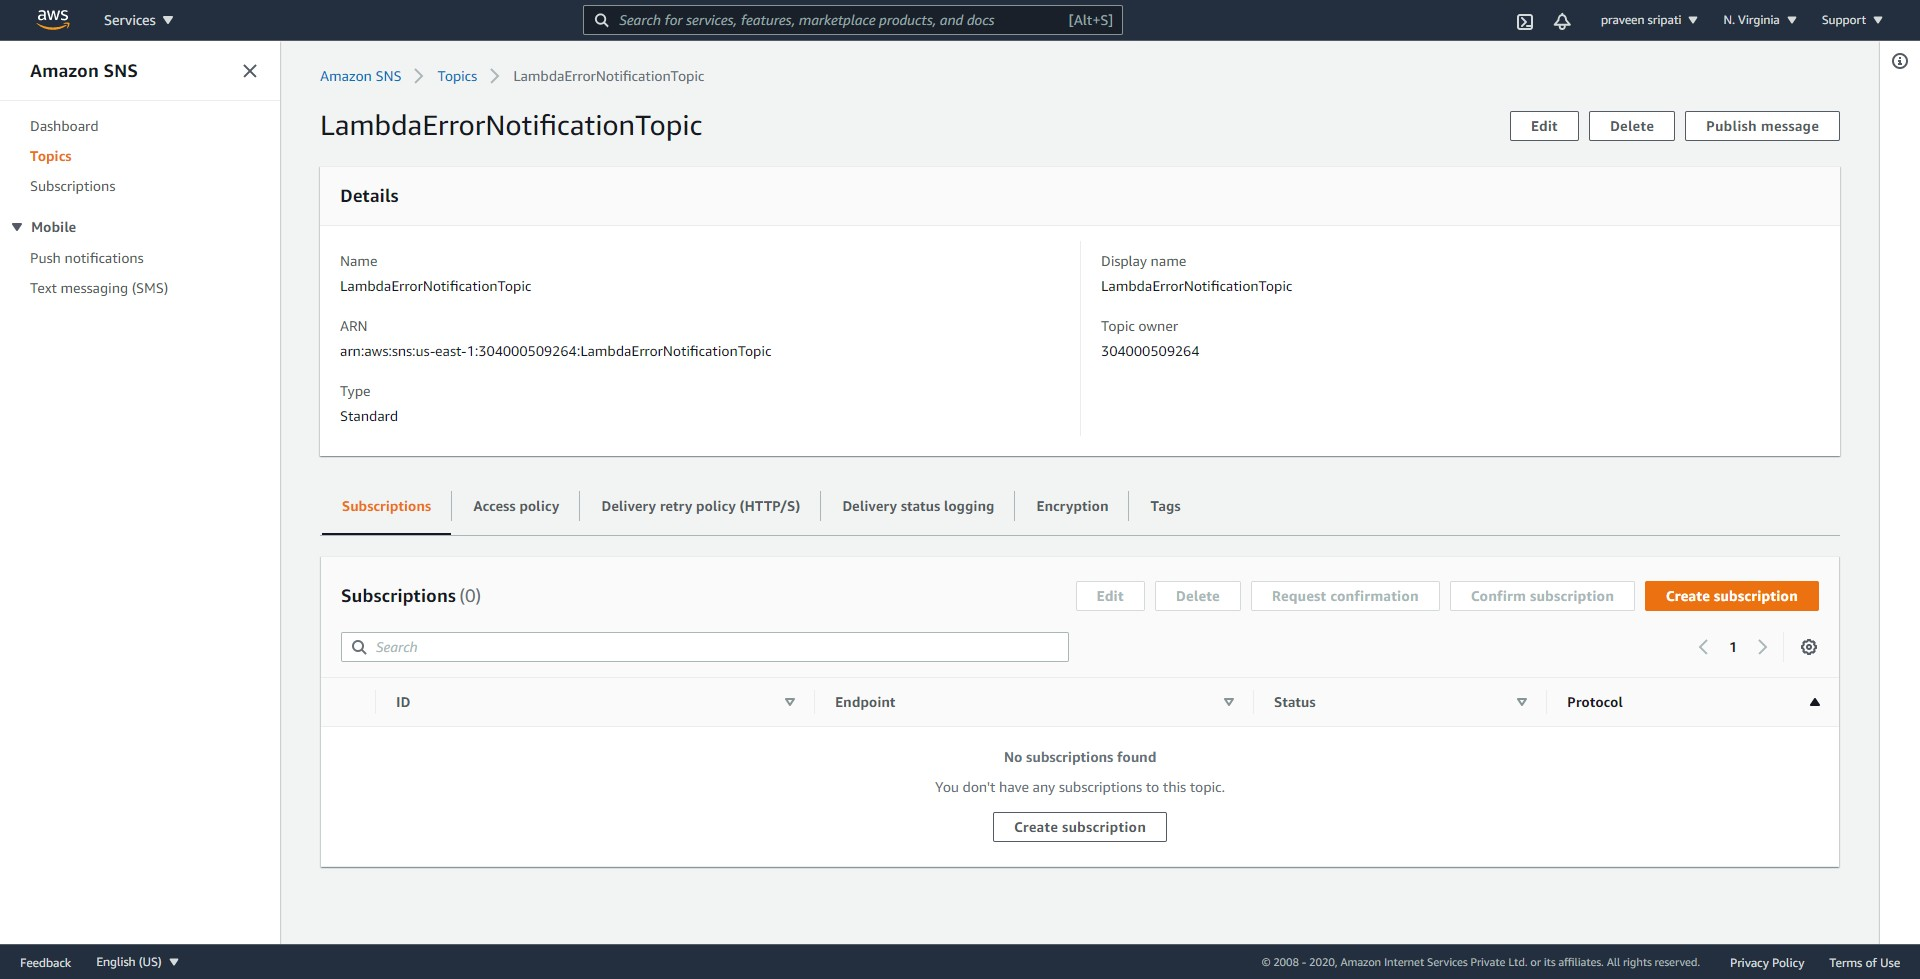 aws Services Search for services, features, marketplace products, and docs [Alt+S] praveen sripati N. Virginia Support
Amazon SNS
Dashboard
Topics
Subscriptions
Mobile
Push notifications
Text messaging (SMS)
Amazon SNS Topics LambdaErrorNotificationTopic
LambdaErrorNotificationTopic
Edit Delete Publish message
Details
Name
LambdaErrorNotificationTopic
ARN
arn:aws:sns:us-east-1:304000509264:LambdaErrorNotificationTopic
Type
Standard
Display name
LambdaErrorNotificationTopic
Topic owner
304000509264
Subscriptions Access policy Delivery retry policy (HTTP/S) Delivery status logging Encryption Tags
Subscriptions (0) Edit Delete Request confirmation Confirm subscription Create subscription
Search 1
ID Endpoint Status Protocol
No subscriptions found
You don't have any subscriptions to this topic.
Create subscription
Feedback English (US) © 2008 - 2020, Amazon Internet Services Private Ltd. or its affiliates. All rights reserved. Privacy Policy Terms of Use